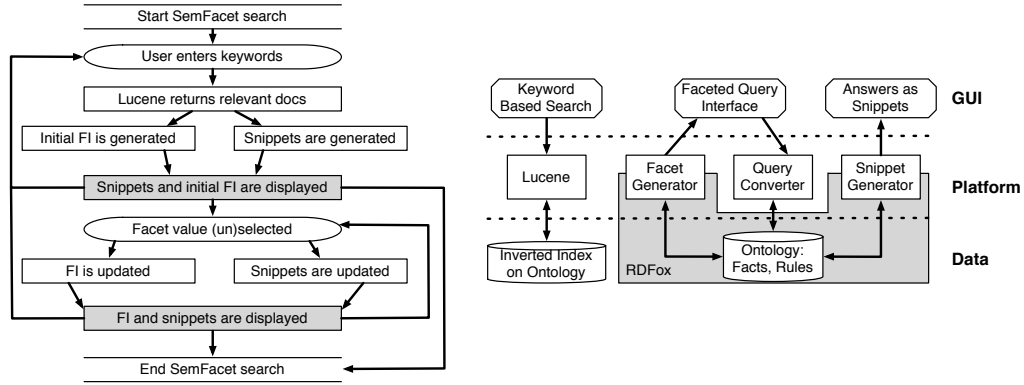 Start SemFacet search
User enters keywords
Lucene returns relevant docs
Initial FI is generated
Snippets are generated
Snippets and initial FI are displayed
Facet value (un)selected
FI is updated
Snippets are updated
FI and snippets are displayed
End SemFacet search
Keyword
Based Search
Faceted Query
Interface
Answers as
Snippets
GUI
Lucene
Facet
Generator
Query
Converter
Snippet
Generator
Platform
Inverted Index
on Ontology
RDFox
Ontology:
Facts, Rules
Data